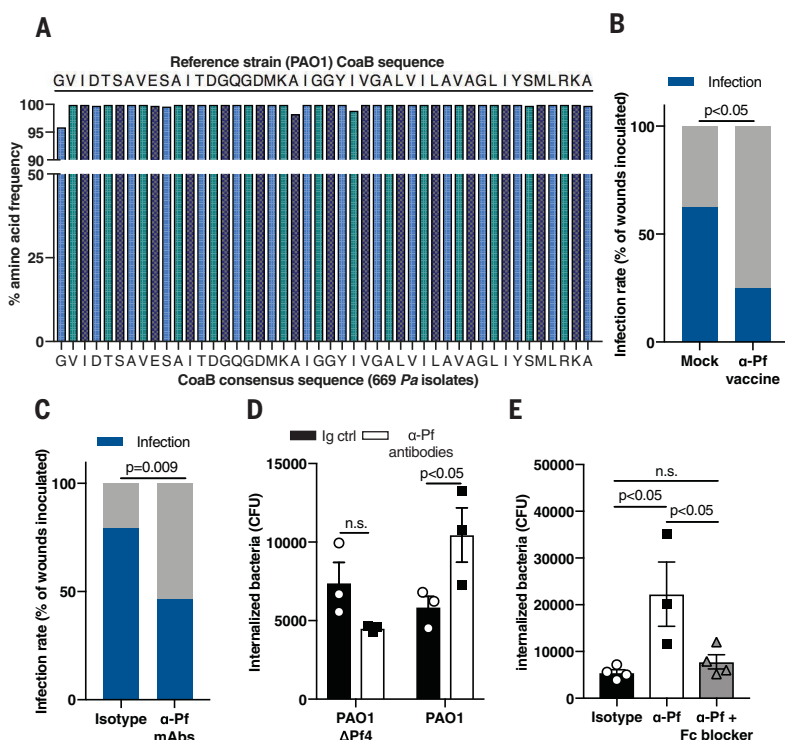 A
Reference strain (PAO1) CoaB sequence
GVIDTSAVESAITDGQGDMKAIGGYIVGALVILAVAGLIYSMLRKA
100
95
90
50
25
0
% amino acid frequency
GVIDTSAVESAITDGQGDMKAIGGYIVGALVILAVAGLIYSMLRKA
CoaB consensus sequence (669 Pa isolates)
B
Infection
p<0.05
100
50
0
Infection rate (% of wounds inoculated)
Mock
α-Pf
vaccine
C
Infection
p=0.009
100
50
0
Infection rate (% of wounds inoculated)
Isotype
α-Pf
mAbs
D
Ig ctrl
α-Pf
antibodies
15000
10000
5000
0
internalized bacteria (CFU)
n.s.
p<0.05
PAO1
ΔPf4
PAO1
E
50000
40000
30000
20000
10000
0
internalized bacteria (CFU)
n.s.
p<0.05
p<0.05
Isotype
α-Pf
α-Pf +
Fc blocker